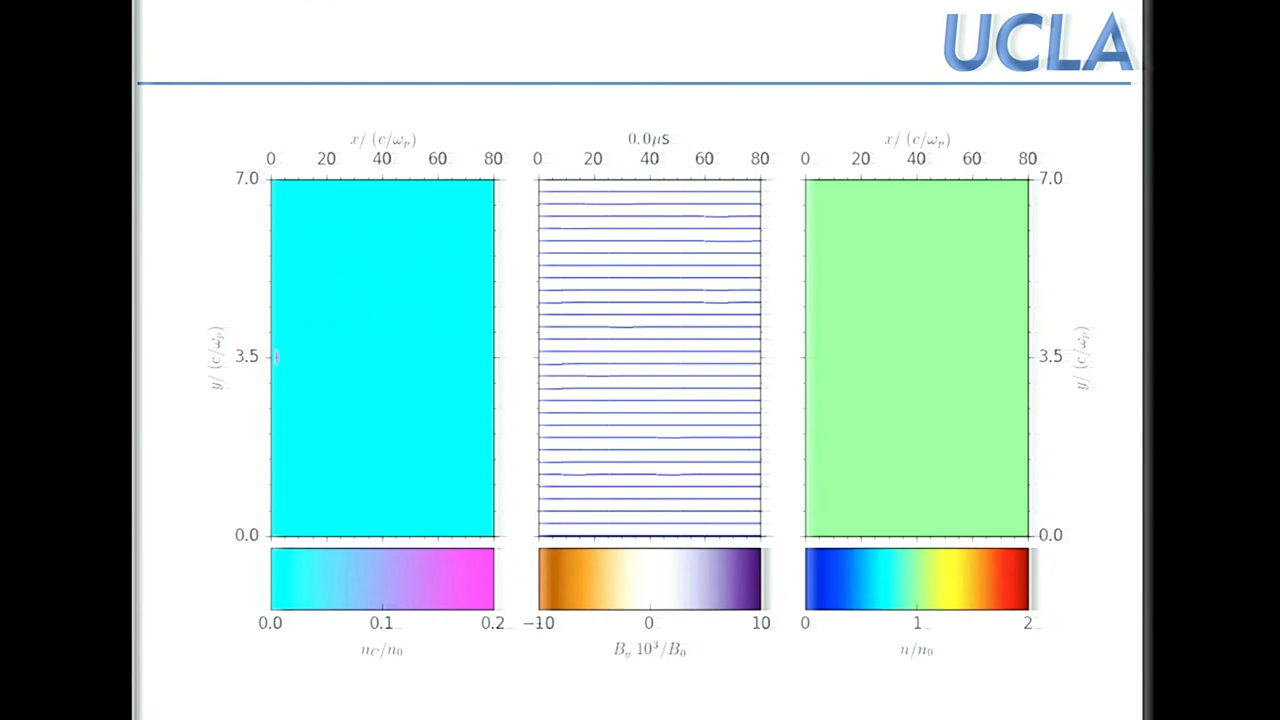 UCLA
x/ (c/ωp)
0.0μs
x/ (c/ωp)
0 20 40 60 80
0 20 40 60 80
0 20 40 60 80
7.0
7.0
y/ (c/ωp)
3.5
3.5
y/ (c/ωp)
0.0
0.0
0.0 0.1 0.2
−10 0 10
0 1 2
nC/n0
By 10³/B0
n/n0